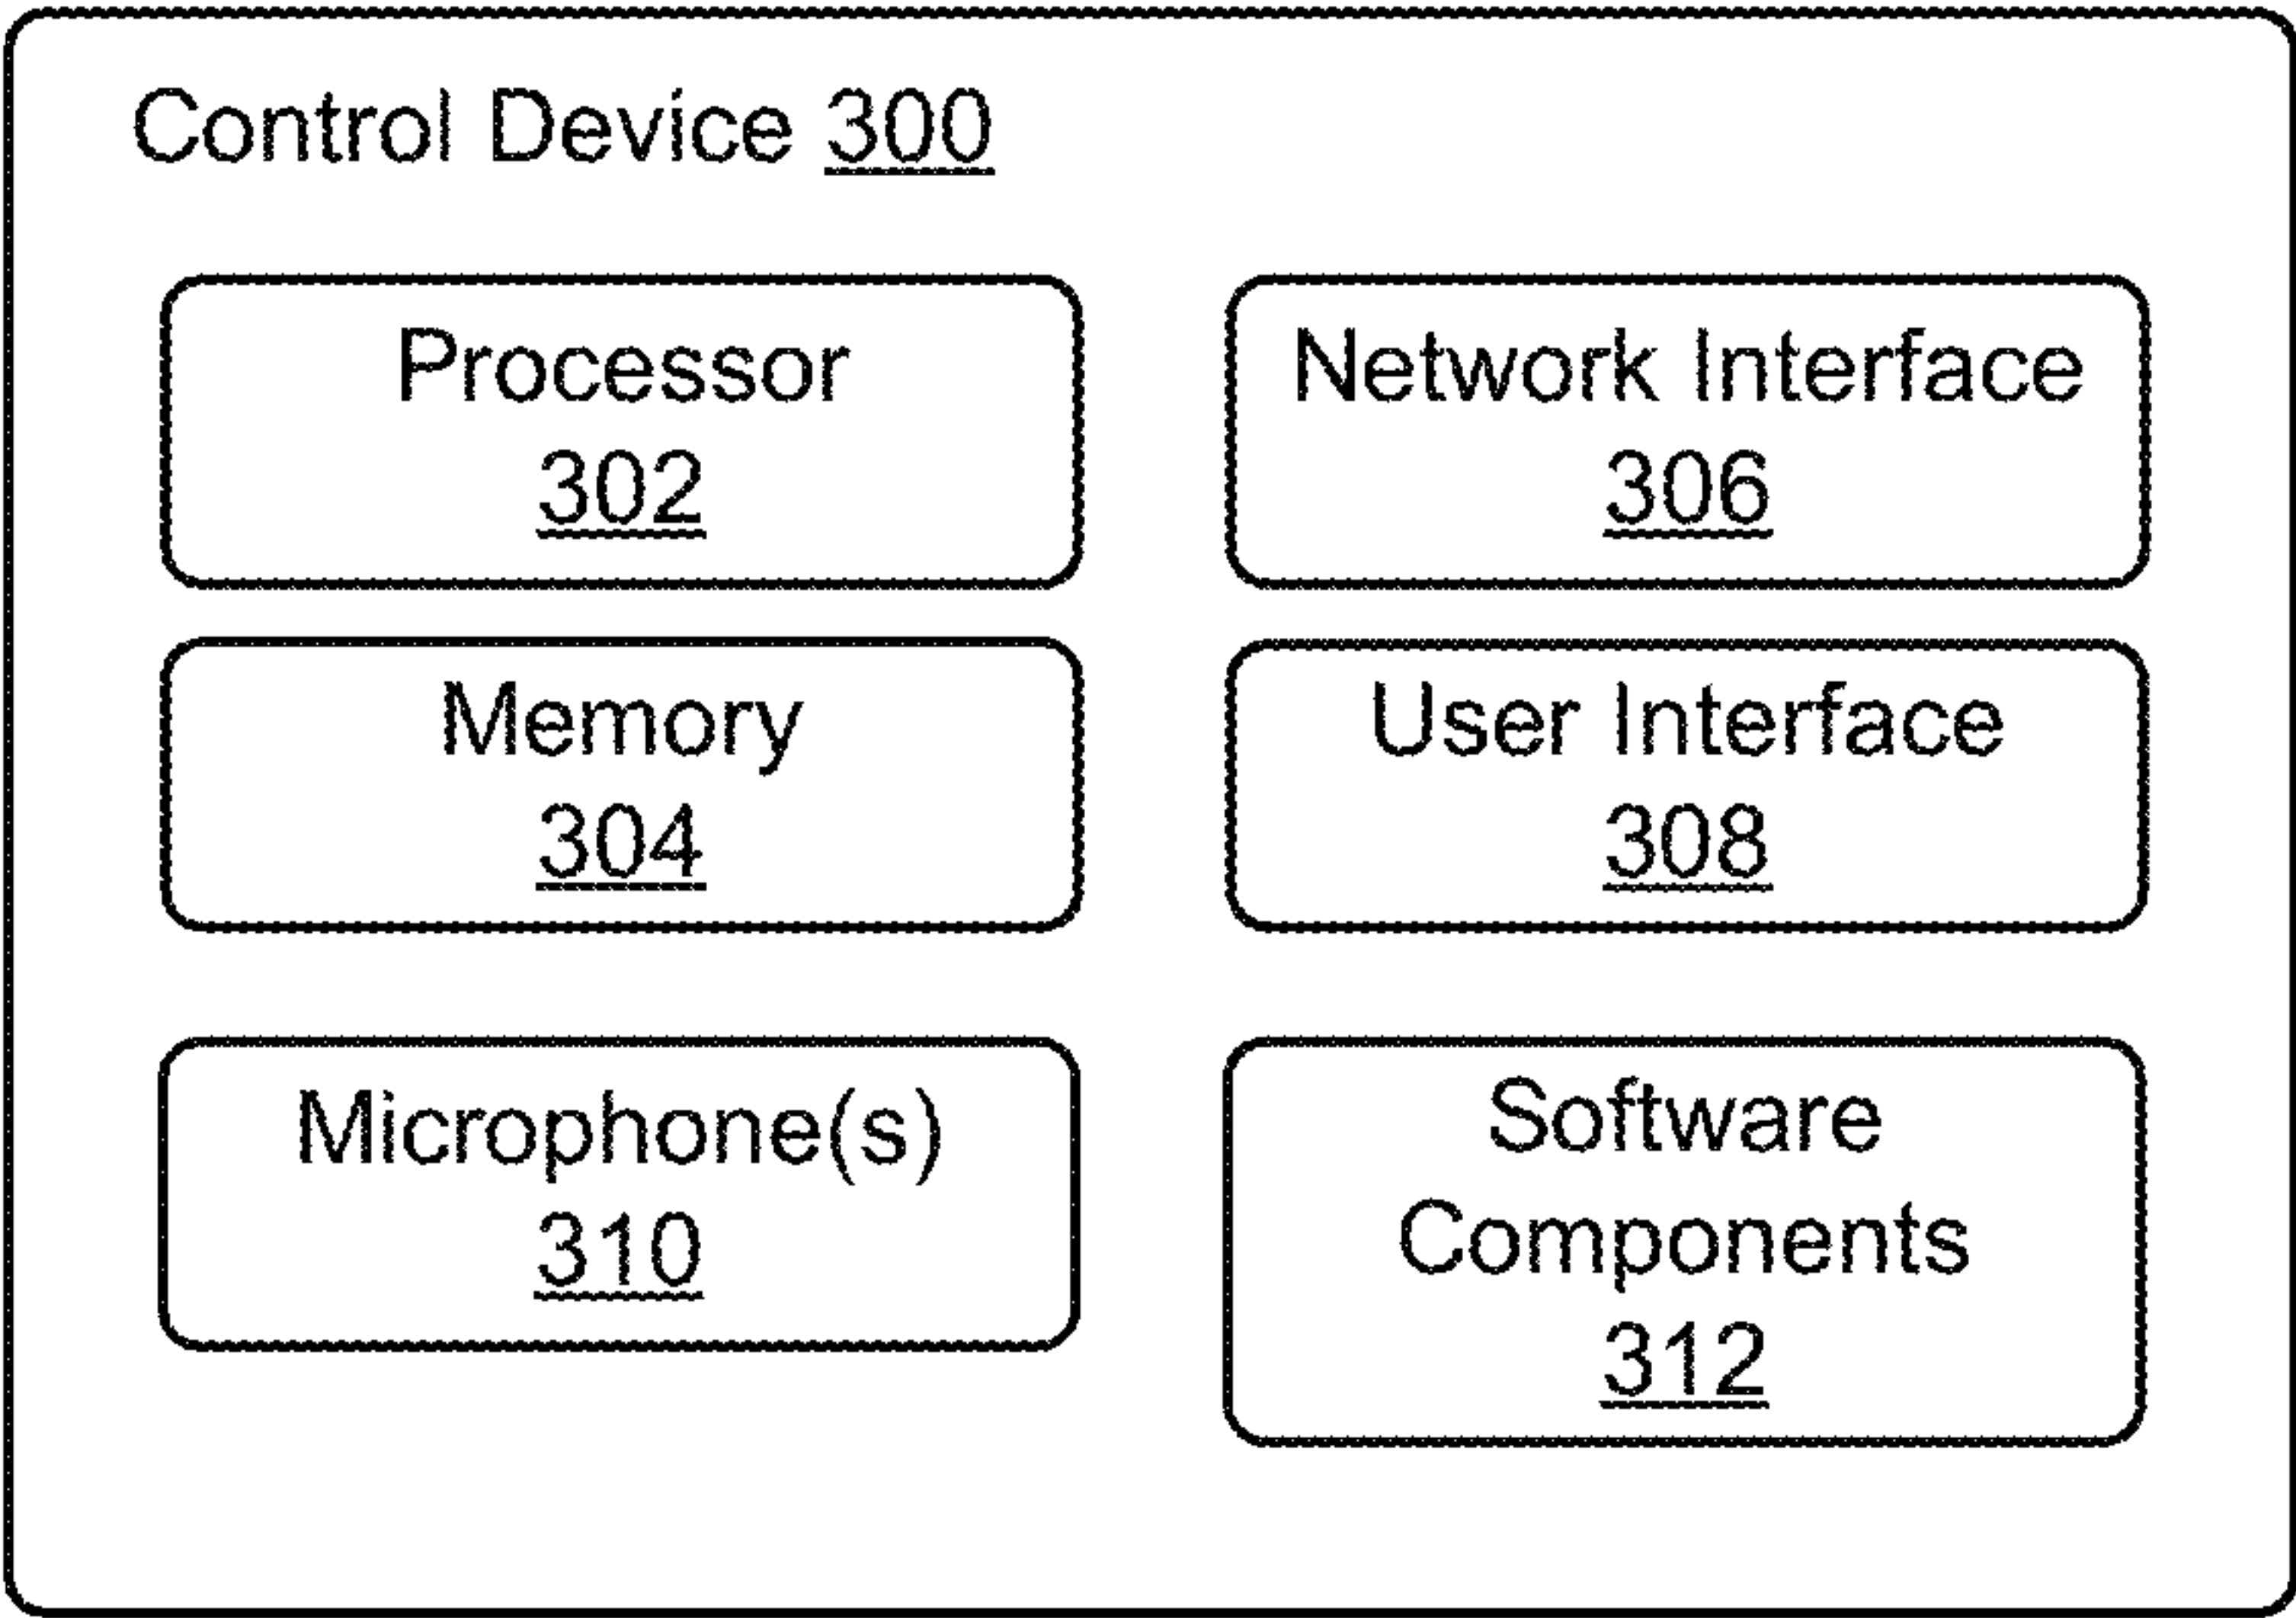 Control Device 300
Processor
302
Network Interface
306
Memory
304
User Interface
308
Microphone(s)
310
Software
Components
312